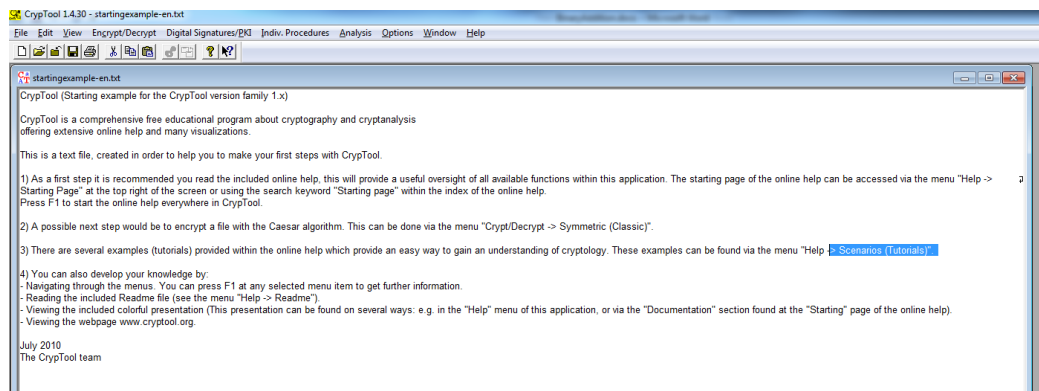 CrypTool 1.4.30 - startingexample-en.txt
File Edit View Encrypt/Decrypt Digital Signatures/PKI Indiv. Procedures Analysis Options Window Help
startingexample-en.txt
CrypTool (Starting example for the CrypTool version family 1.x)
CrypTool is a comprehensive free educational program about cryptography and cryptanalysis
offering extensive online help and many visualizations.
This is a text file, created in order to help you to make your first steps with CrypTool.
1) As a first step it is recommended you read the included online help, this will provide a useful oversight of all available functions within this application. The starting page of the online help can be accessed via the menu "Help ->
Starting Page" at the top right of the screen or using the search keyword "Starting page" within the index of the online help.
Press F1 to start the online help everywhere in CrypTool.
2) A possible next step would be to encrypt a file with the Caesar algorithm. This can be done via the menu "Crypt/Decrypt -> Symmetric (Classic)".
3) There are several examples (tutorials) provided within the online help which provide an easy way to gain an understanding of cryptology. These examples can be found via the menu "Help -> Scenarios (Tutorials)".
4) You can also develop your knowledge by:
- Navigating through the menus. You can press F1 at any selected menu item to get further information.
- Reading the included Readme file (see the menu "Help -> Readme").
- Viewing the included colorful presentation (This presentation can be found on several ways: e.g. in the "Help" menu of this application, or via the "Documentation" section found at the "Starting" page of the online help).
- Viewing the webpage www.cryptool.org.
July 2010
The CrypTool team